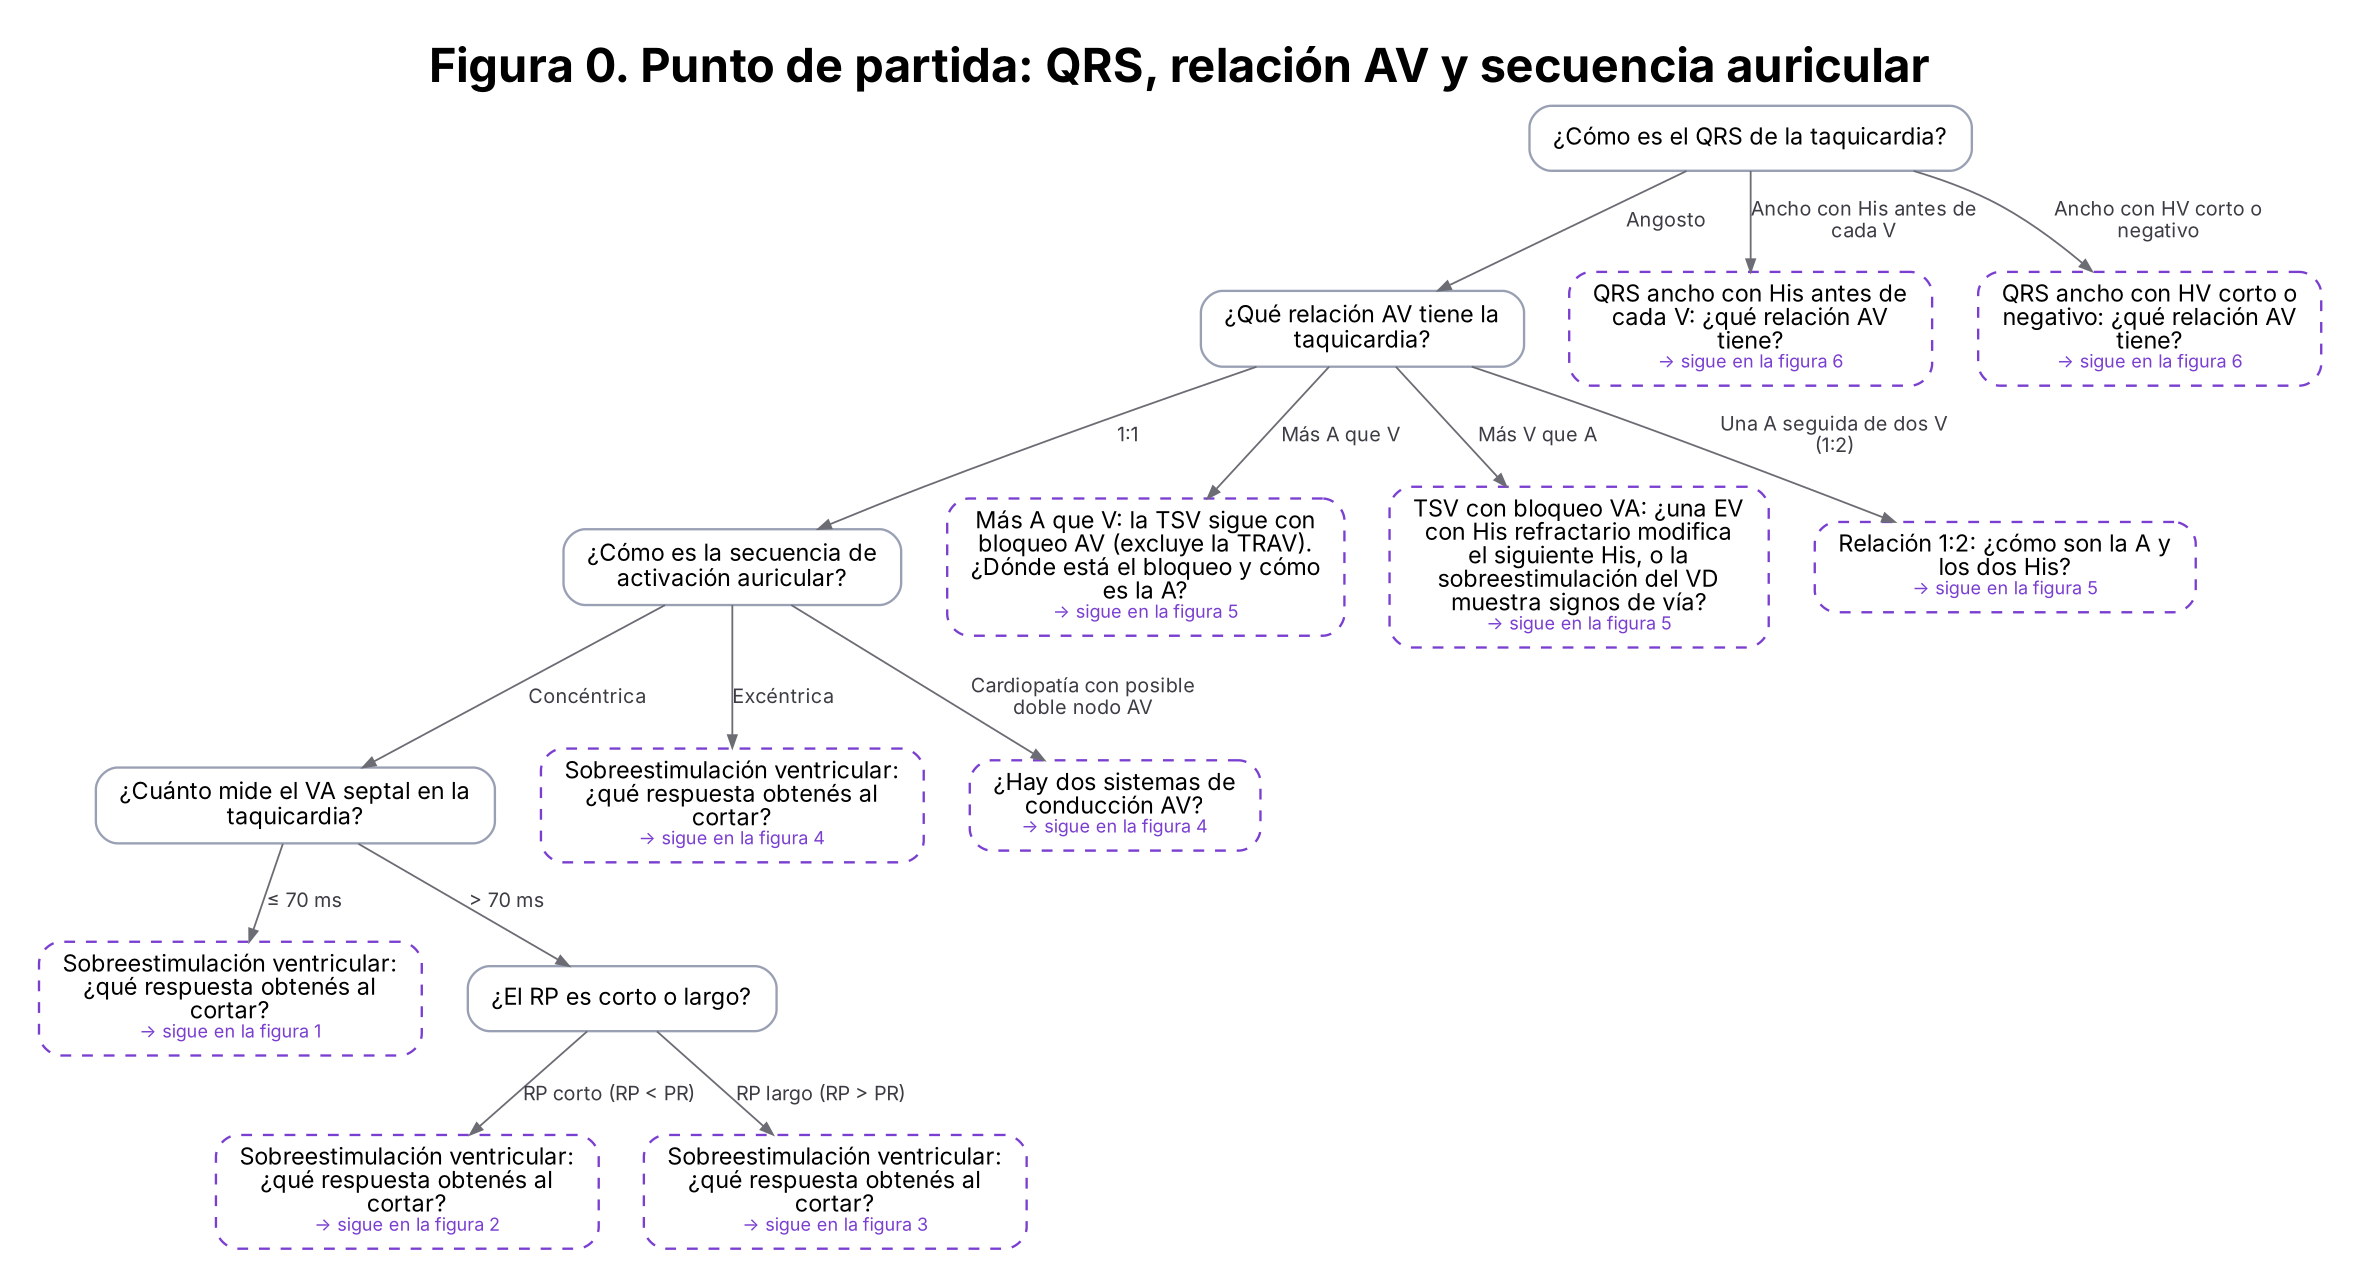 Figura 0. Punto de partida: QRS, relación AV y secuencia auricular
¿Cómo es el QRS de la taquicardia?
Angosto
Ancho con His antes de
cada V
Ancho con HV corto o
negativo
¿Qué relación AV tiene la
taquicardia?
QRS ancho con His antes de
cada V: ¿qué relación AV
tiene?
→ sigue en la figura 6
QRS ancho con HV corto o
negativo: ¿qué relación AV
tiene?
→ sigue en la figura 6
1:1
Más A que V
Más V que A
Una A seguida de dos V
(1:2)
¿Cómo es la secuencia de
activación auricular?
Más A que V: la TSV sigue con
bloqueo AV (excluye la TRAV).
¿Dónde está el bloqueo y cómo
es la A?
→ sigue en la figura 5
TSV con bloqueo VA: ¿una EV
con His refractario modifica
el siguiente His, o la
sobreestimulación del VD
muestra signos de vía?
→ sigue en la figura 5
Relación 1:2: ¿cómo son la A y
los dos His?
→ sigue en la figura 5
Concéntrica
Excéntrica
Cardiopatía con posible
doble nodo AV
¿Cuánto mide el VA septal en la
taquicardia?
Sobreestimulación ventricular:
¿qué respuesta obtenés al
cortar?
→ sigue en la figura 4
¿Hay dos sistemas de
conducción AV?
→ sigue en la figura 4
≤ 70 ms
> 70 ms
Sobreestimulación ventricular:
¿qué respuesta obtenés al
cortar?
→ sigue en la figura 1
¿El RP es corto o largo?
RP corto (RP < PR)
RP largo (RP > PR)
Sobreestimulación ventricular:
¿qué respuesta obtenés al
cortar?
→ sigue en la figura 2
Sobreestimulación ventricular:
¿qué respuesta obtenés al
cortar?
→ sigue en la figura 3